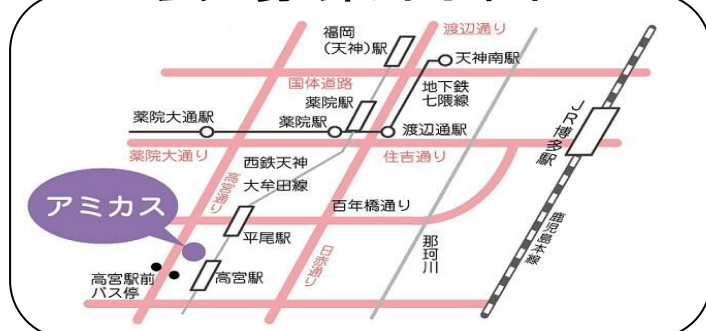 福岡
(天神)駅
渡辺通り
天神南駅
国体道路
地下鉄
七隈線
薬院駅
薬院大通駅
薬院駅
渡辺通駅
JR博多駅
薬院大通り
住吉通り
西鉄天神
大牟田線
高宮通り
アミカス
百年橋通り
鹿児島本線
平尾駅
日赤通り
那珂川
高宮駅前
バス停
高宮駅